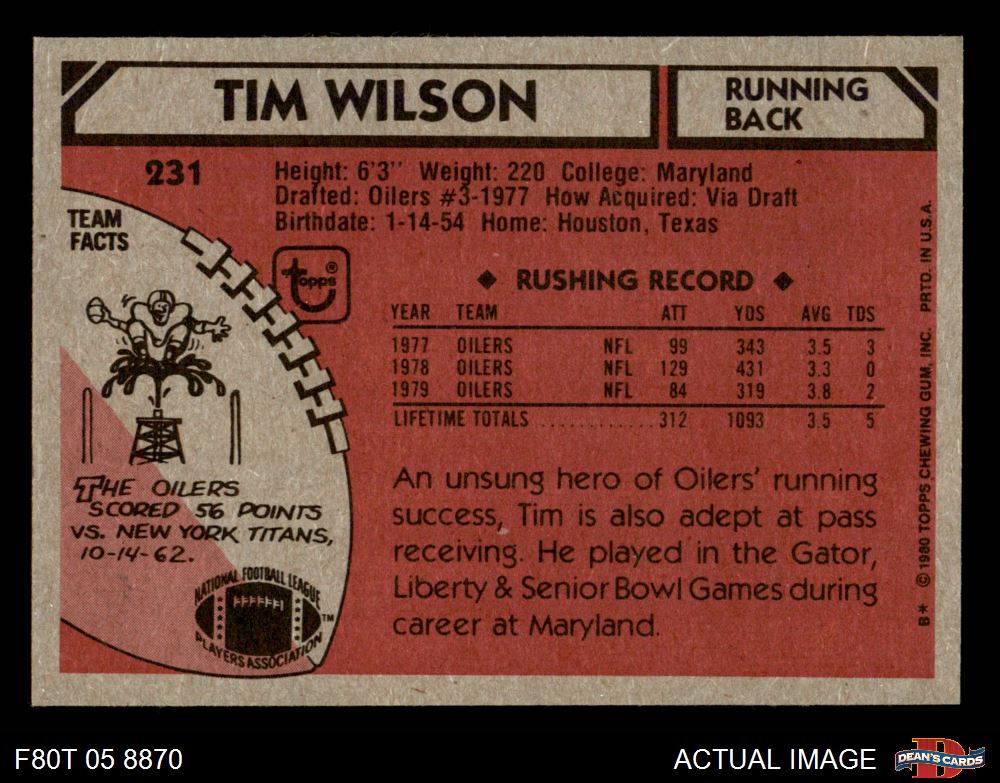 TIM WILSON
RUNNING
BACK
231
Height: 6'3'' Weight: 220 College: Maryland
Drafted: Oilers #3-1977 How Acquired: Via Draft
Birthdate: 1-14-54 Home: Houston, Texas
TEAM
FACTS
topps®
◆ RUSHING RECORD ◆
YEAR TEAM ATT YDS AVG TDS
1977 OILERS NFL 99 343 3.5 3
1978 OILERS NFL 129 431 3.3 0
1979 OILERS NFL 84 319 3.8 2
LIFETIME TOTALS ............ 312 1093 3.5 5
THE OILERS
SCORED 56 POINTS
VS. NEW YORK TITANS,
10-14-62.
An unsung hero of Oilers' running
success, Tim is also adept at pass
receiving. He played in the Gator,
Liberty & Senior Bowl Games during
career at Maryland.
NATIONAL FOOTBALL LEAGUE
PLAYERS ASSOCIATION
TM
B* © 1980 TOPPS CHEWING GUM, INC. PRTD. IN U.S.A.
F80T 05 8870
ACTUAL IMAGE
D
DEAN'S CARDS